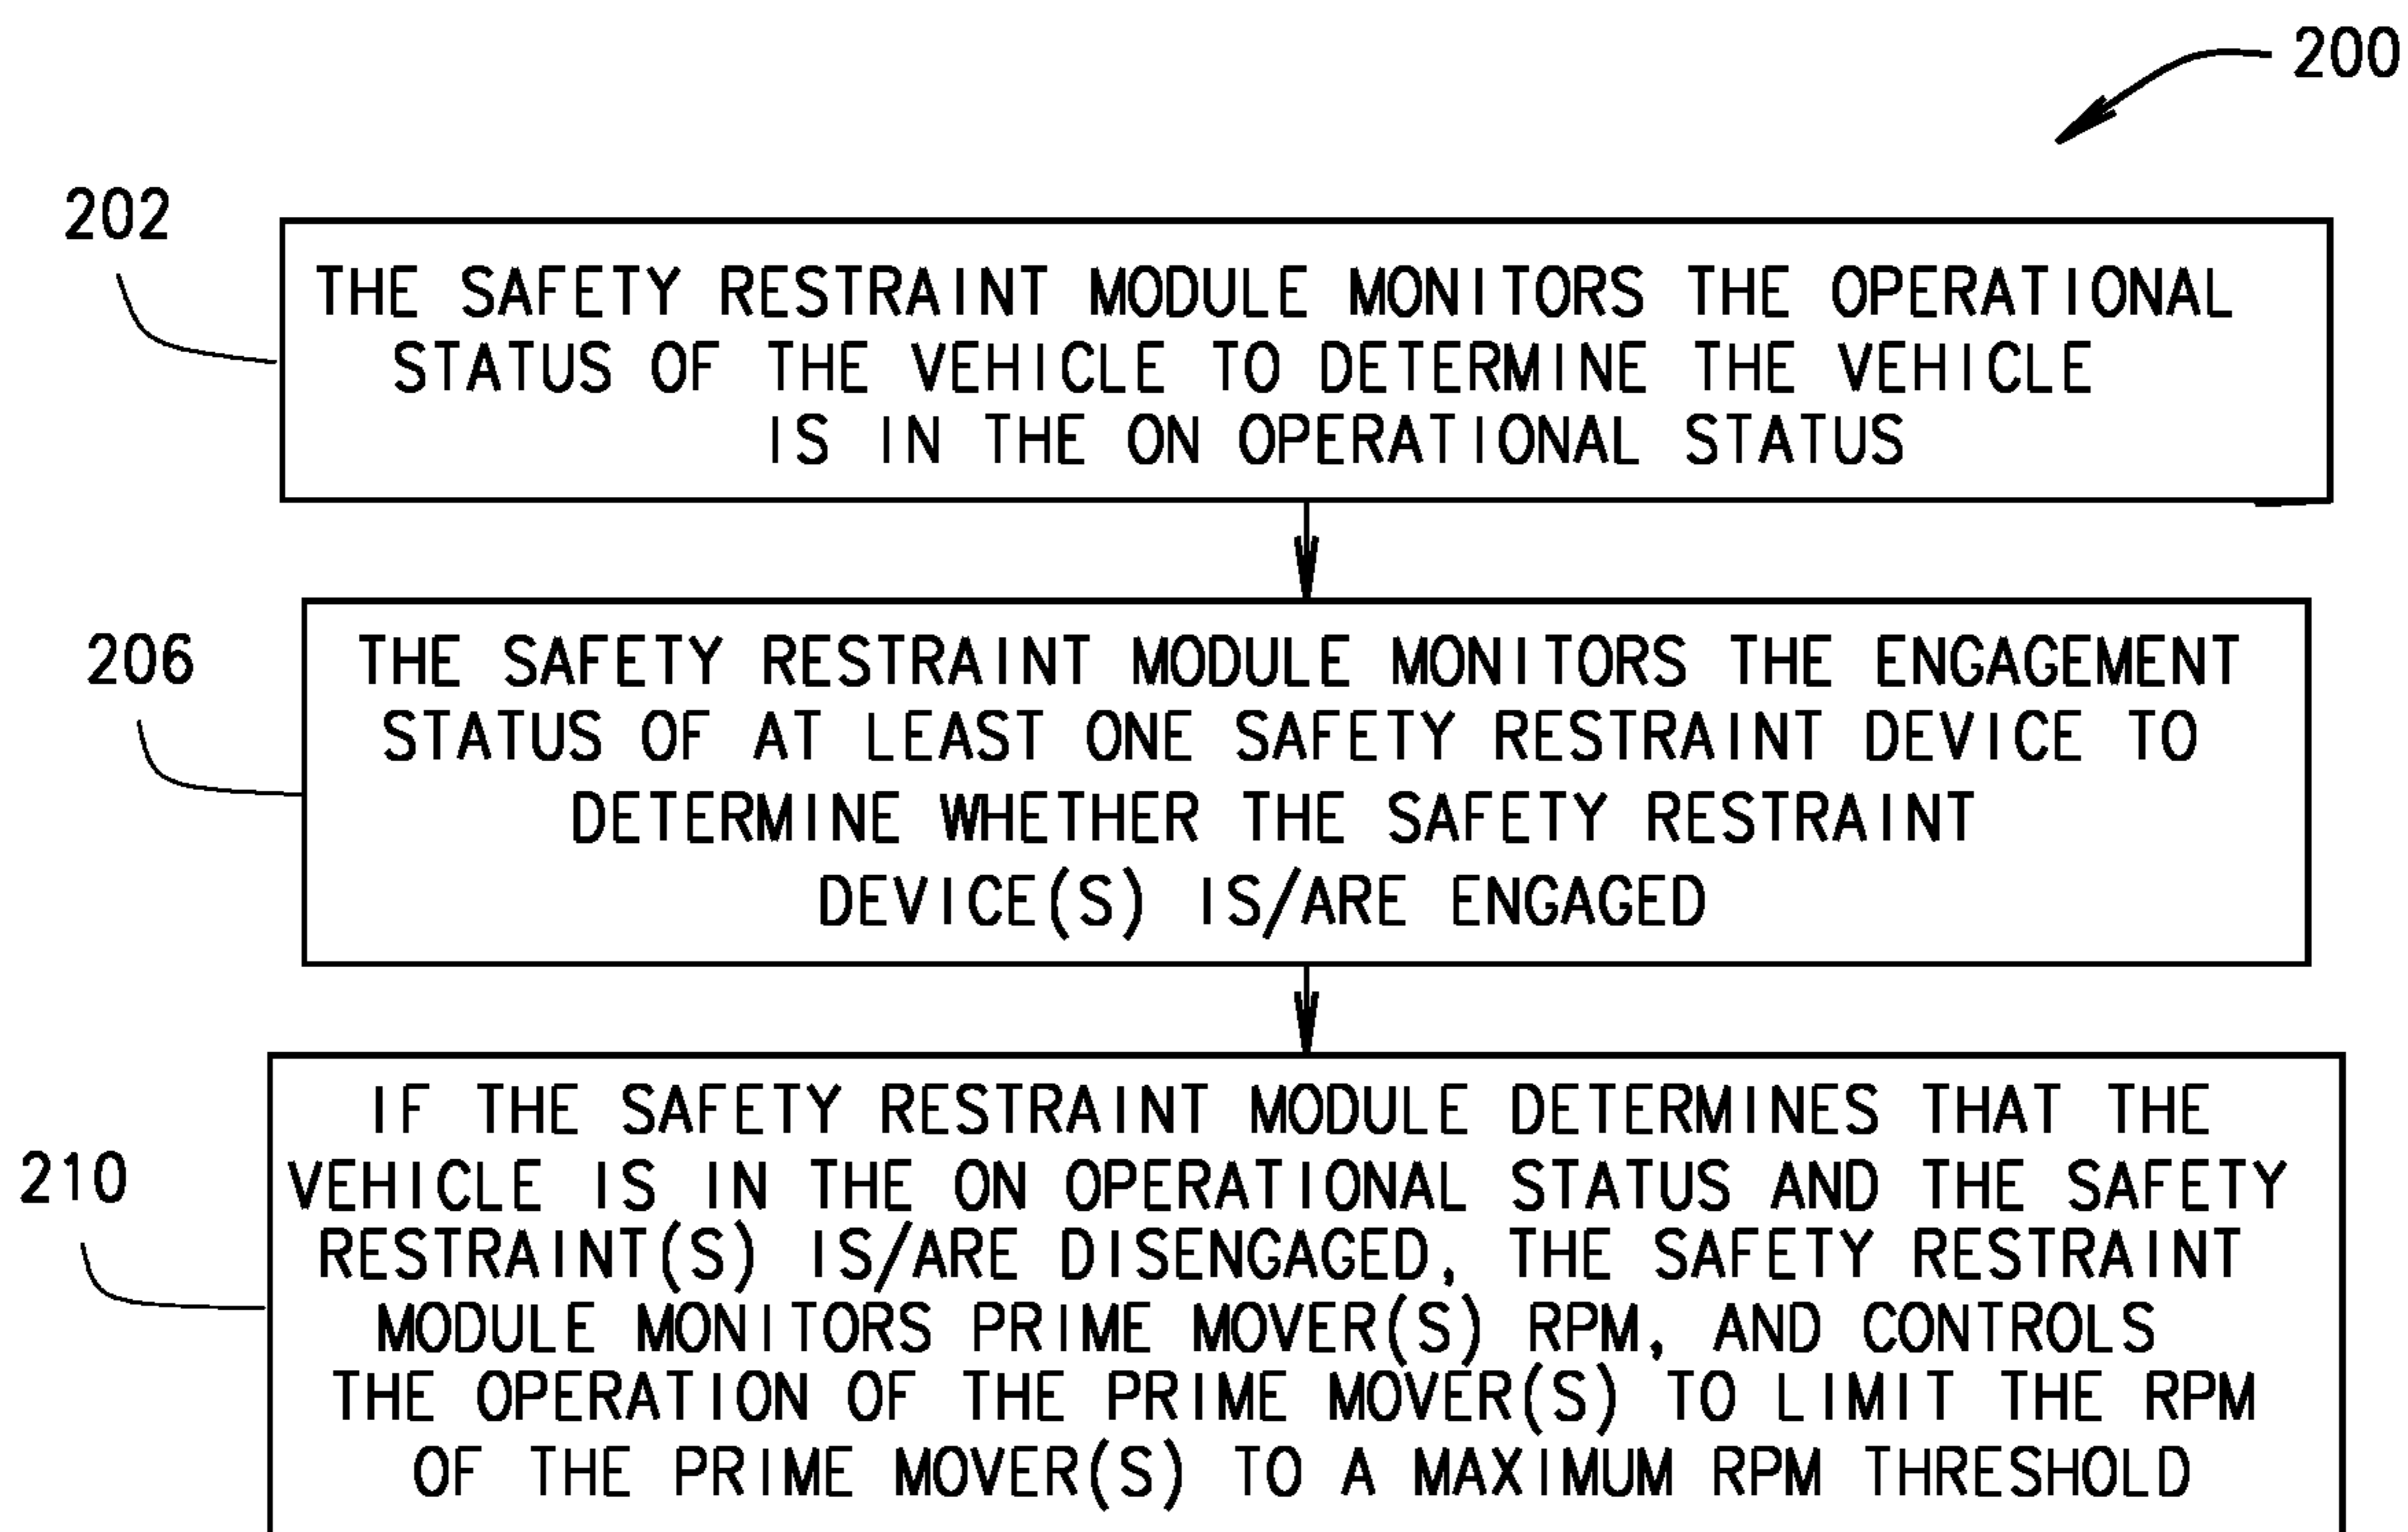 200
202
THE SAFETY RESTRAINT MODULE MONITORS THE OPERATIONAL
STATUS OF THE VEHICLE TO DETERMINE THE VEHICLE
IS IN THE ON OPERATIONAL STATUS
206
THE SAFETY RESTRAINT MODULE MONITORS THE ENGAGEMENT
STATUS OF AT LEAST ONE SAFETY RESTRAINT DEVICE TO
DETERMINE WHETHER THE SAFETY RESTRAINT
DEVICE(S) IS/ARE ENGAGED
210
IF THE SAFETY RESTRAINT MODULE DETERMINES THAT THE
VEHICLE IS IN THE ON OPERATIONAL STATUS AND THE SAFETY
RESTRAINT(S) IS/ARE DISENGAGED, THE SAFETY RESTRAINT
MODULE MONITORS PRIME MOVER(S) RPM, AND CONTROLS
THE OPERATION OF THE PRIME MOVER(S) TO LIMIT THE RPM
OF THE PRIME MOVER(S) TO A MAXIMUM RPM THRESHOLD